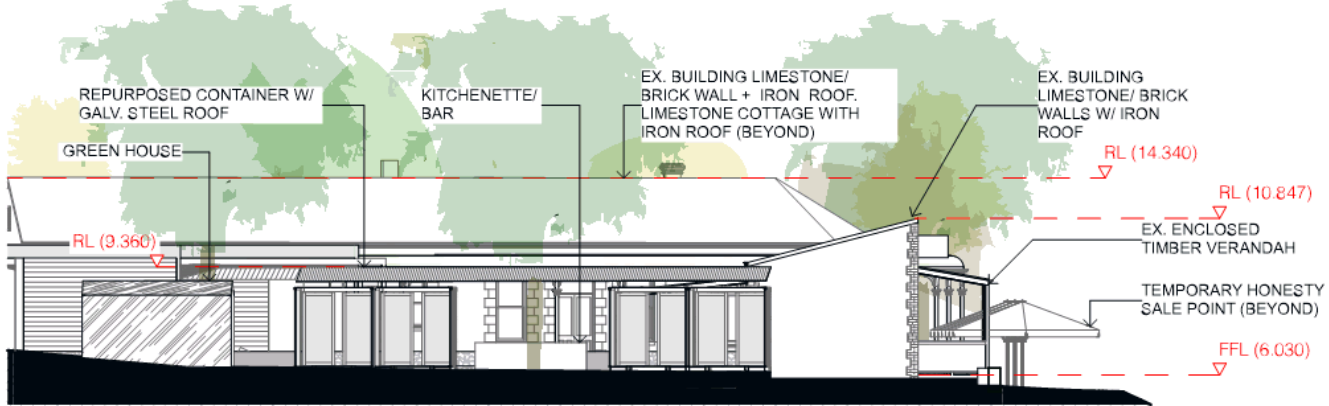 REPURPOSED CONTAINER W/
GALV. STEEL ROOF
GREEN HOUSE
RL (9.360)
KITCHENETTE/
BAR
EX. BUILDING LIMESTONE/
BRICK WALL + IRON ROOF.
LIMESTONE COTTAGE WITH
IRON ROOF (BEYOND)
EX. BUILDING
LIMESTONE/ BRICK
WALLS W/ IRON
ROOF
RL (14.340)
RL (10.847)
EX. ENCLOSED
TIMBER VERANDAH
TEMPORARY HONESTY
SALE POINT (BEYOND)
FFL (6.030)